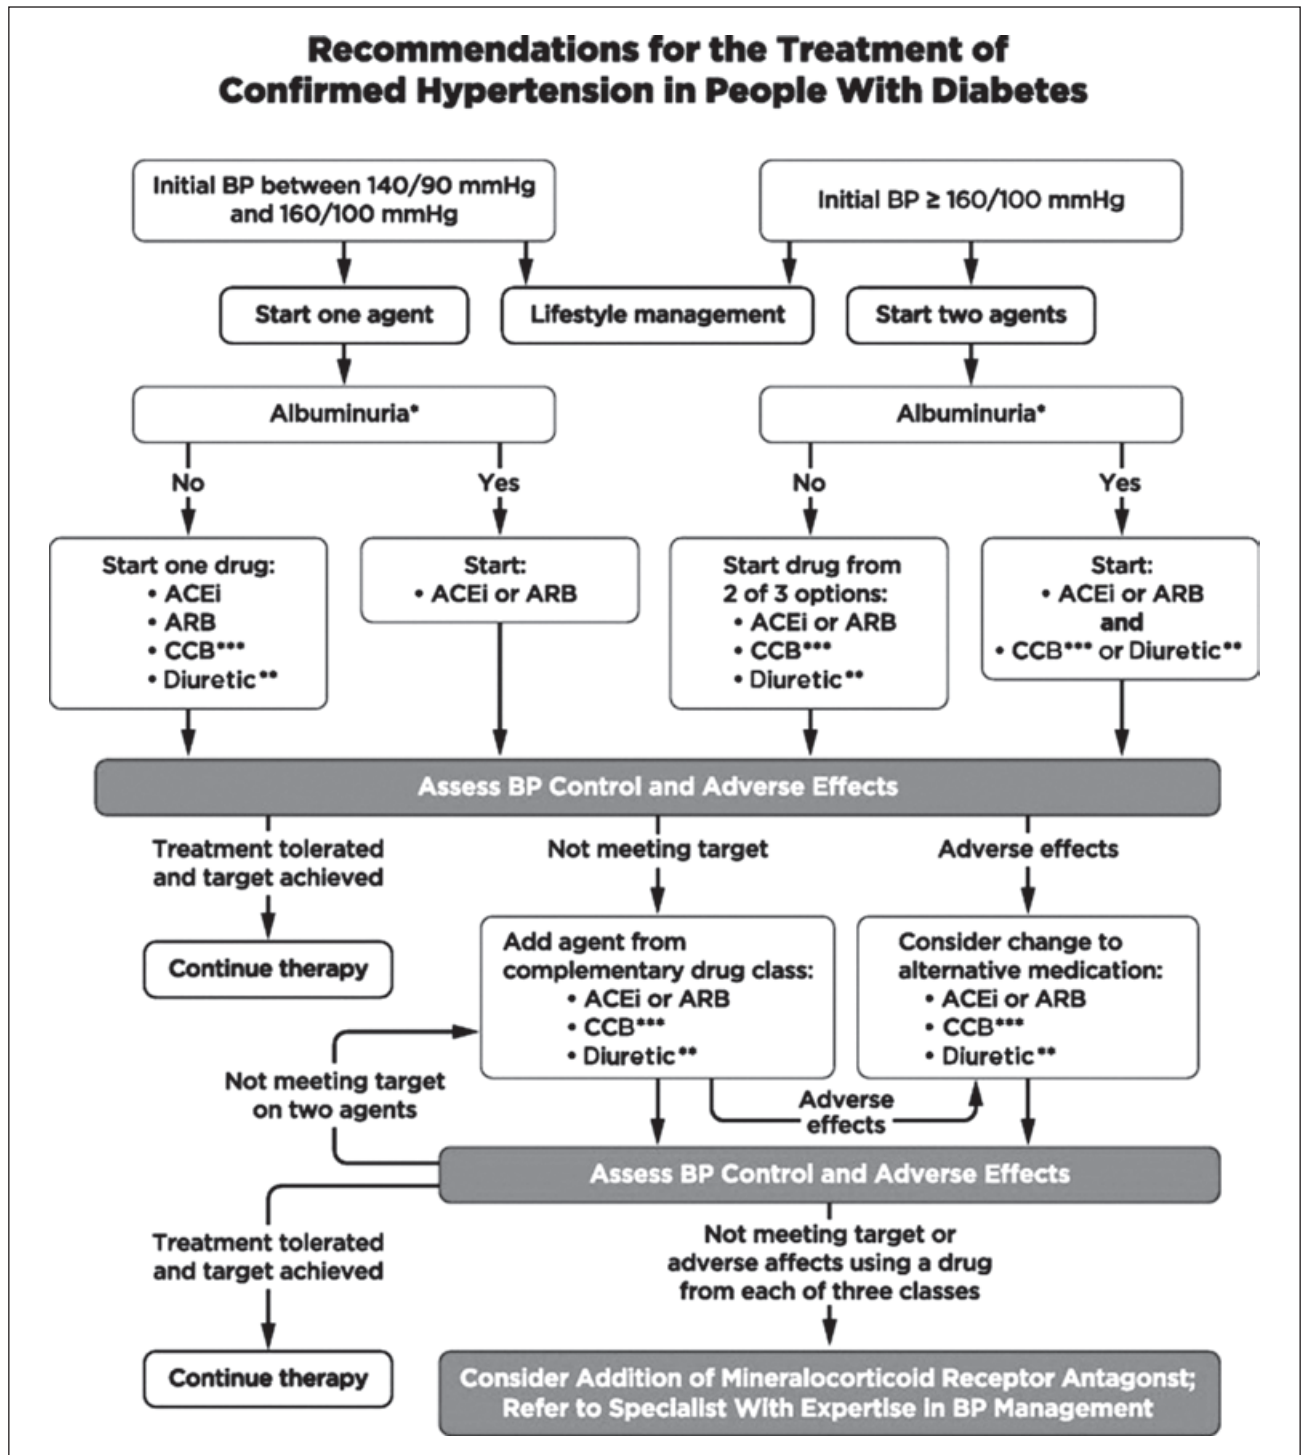 Recommendations for the Treatment of
Confirmed Hypertension in People With Diabetes
Initial BP between 140/90 mmHg
and 160/100 mmHg
Initial BP ≥ 160/100 mmHg
Start one agent
Lifestyle management
Start two agents
Albuminuria*
Albuminuria*
No
Yes
No
Yes
Start one drug:
• ACEi
• ARB
• CCB***
• Diuretic**
Start:
• ACEi or ARB
Start drug from
2 of 3 options:
• ACEi or ARB
• CCB***
• Diuretic**
Start:
• ACEi or ARB
and
• CCB*** or Diuretic**
Assess BP Control and Adverse Effects
Treatment tolerated
and target achieved
Not meeting target
Adverse effects
Continue therapy
Add agent from
complementary drug class:
• ACEi or ARB
• CCB***
• Diuretic**
Consider change to
alternative medication:
• ACEi or ARB
• CCB***
• Diuretic**
Not meeting target
on two agents
Adverse
effects
Assess BP Control and Adverse Effects
Treatment tolerated
and target achieved
Not meeting target or
adverse affects using a drug
from each of three classes
Continue therapy
Consider Addition of Mineralocorticoid Receptor Antagonst;
Refer to Specialist With Expertise in BP Management